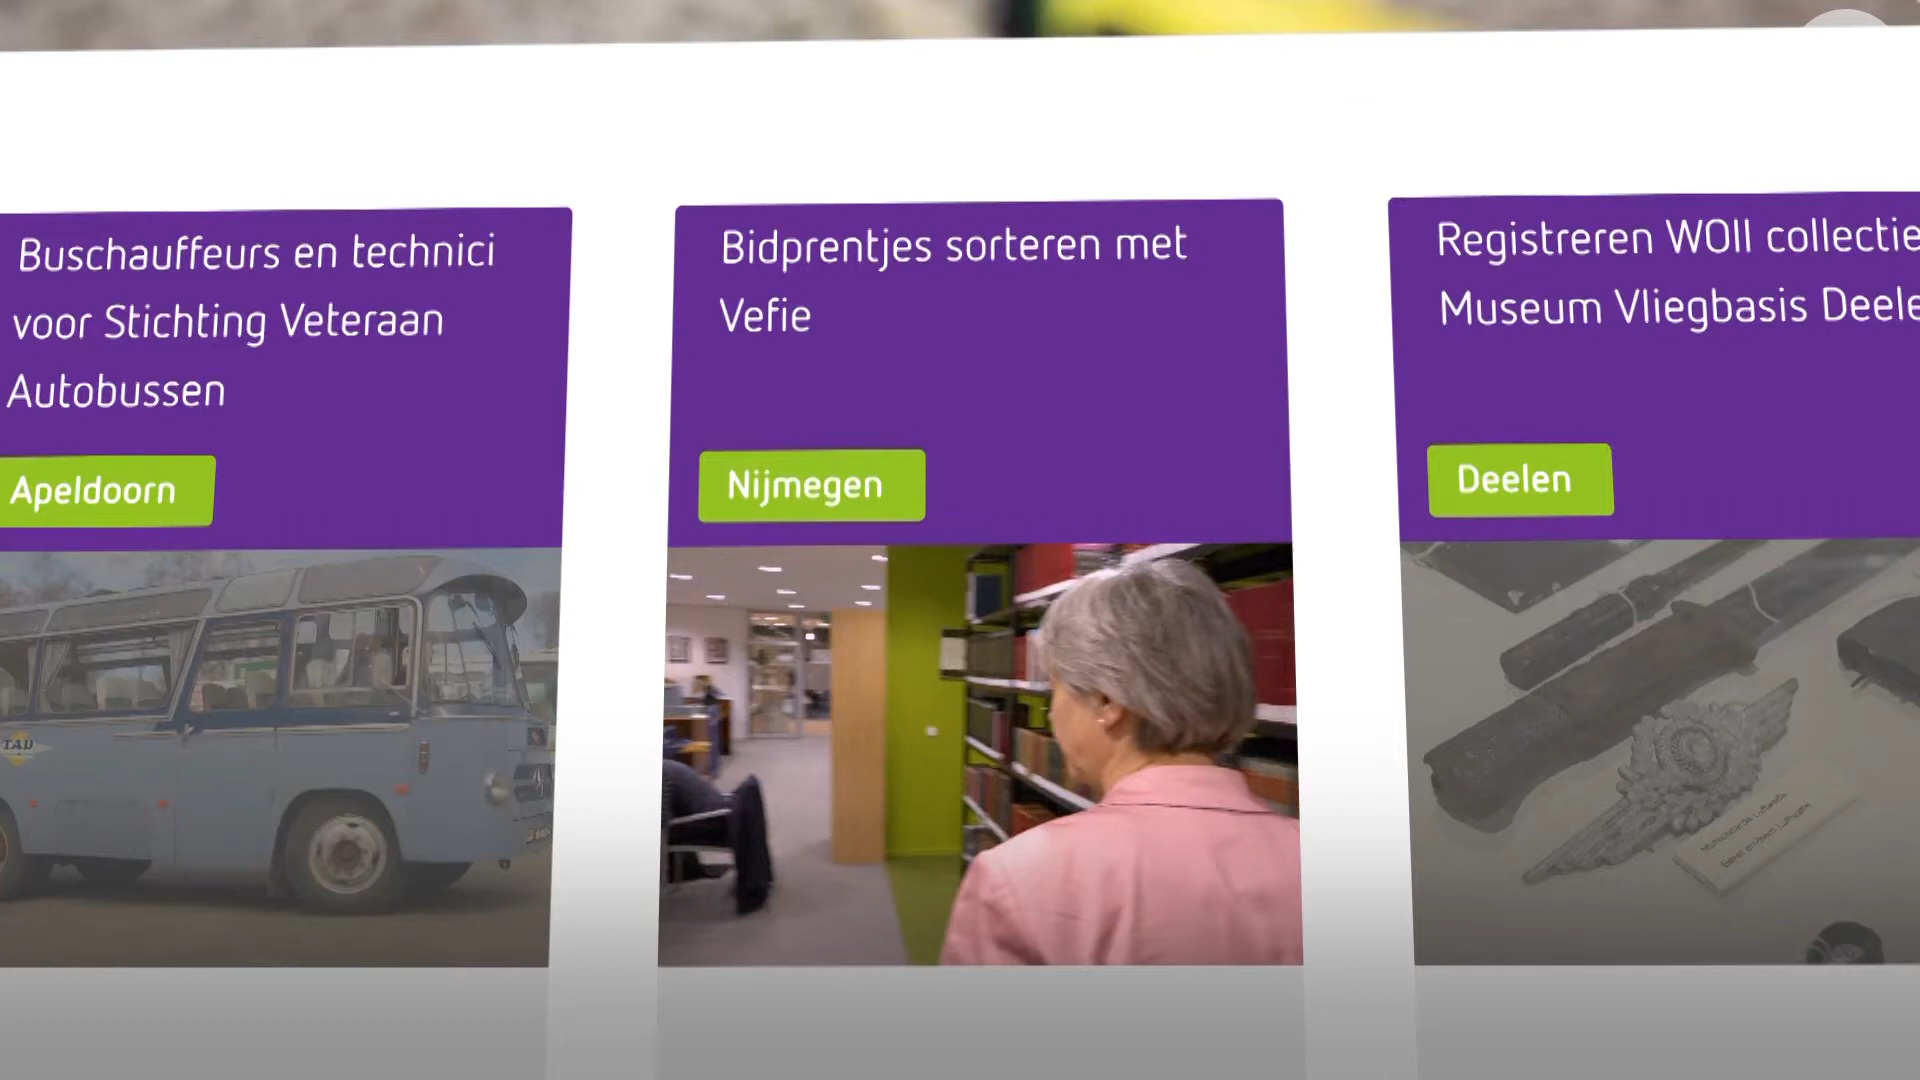 Buschauffeurs en technici
voor Stichting Veteraan
Autobussen
Apeldoorn
TAD
Bidprentjes sorteren met
Vefie
Nijmegen
Registreren WOII collectie
Museum Vliegbasis Deele
Deelen